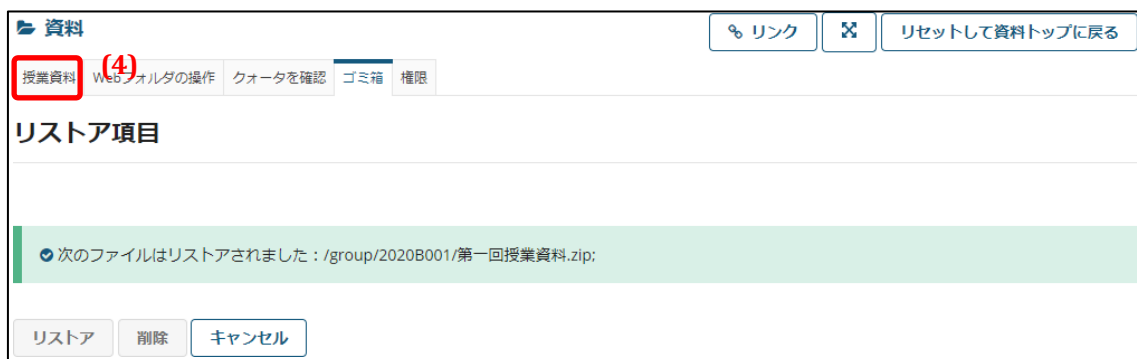 資料
リンク
リセットして資料トップに戻る
(4)
授業資料 Webフォルダの操作 クォータを確認 ゴミ箱 権限
リストア項目
次のファイルはリストアされました：/group/2020B001/第一回授業資料.zip;
リストア 削除 キャンセル